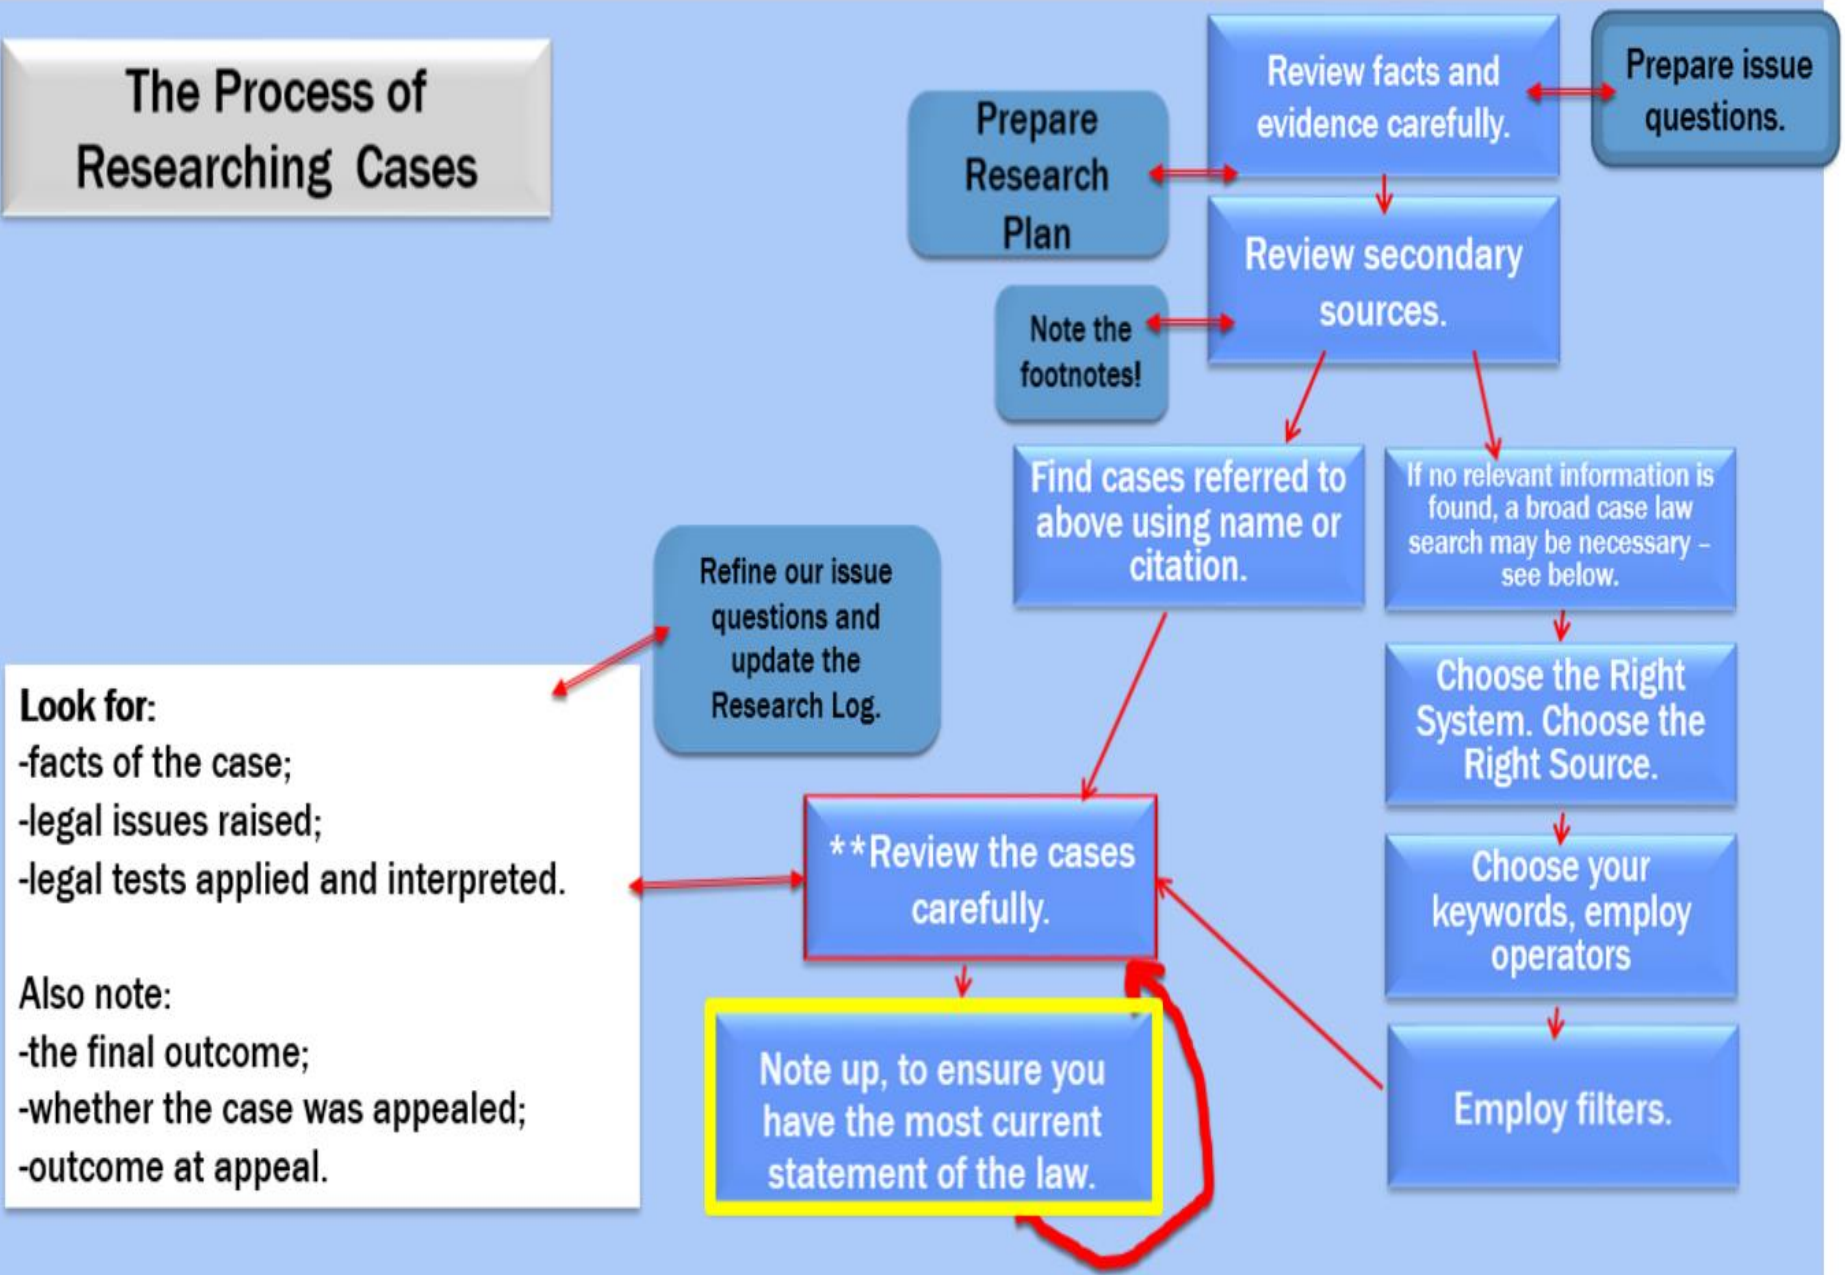 The Process of
Researching Cases
Review facts and
evidence carefully.
Prepare issue
questions.
Prepare
Research
Plan
Review secondary
sources.
Note the
footnotes!
Find cases referred to
above using name or
citation.
If no relevant information is
found, a broad case law
search may be necessary –
see below.
Refine our issue
questions and
update the
Research Log.
Choose the Right
System. Choose the
Right Source.
Look for:
-facts of the case;
-legal issues raised;
-legal tests applied and interpreted.
Also note:
-the final outcome;
-whether the case was appealed;
-outcome at appeal.
**Review the cases
carefully.
Choose your
keywords, employ
operators
Note up, to ensure you
have the most current
statement of the law.
Employ filters.